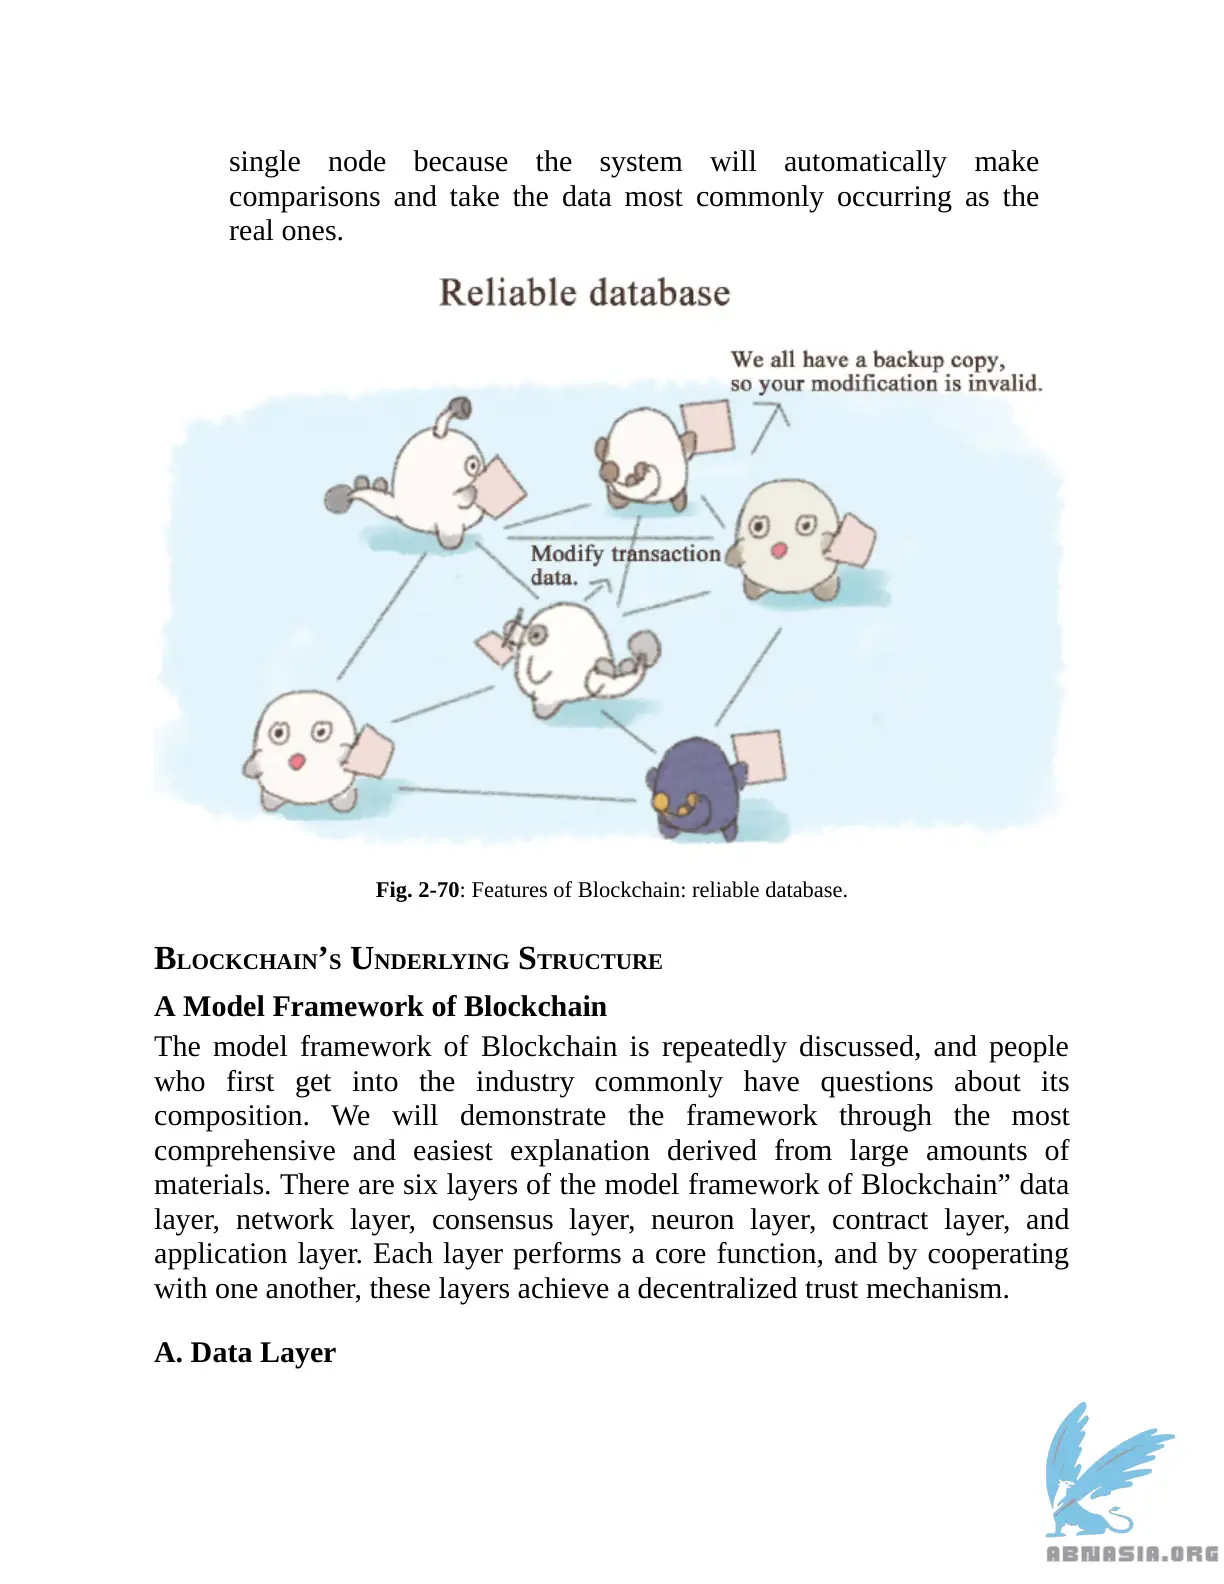 single node because the system will automatically make
comparisons and take the data most commonly occurring as the
real ones.
Reliable database
We all have a backup copy,
so your modification is invalid.
Modify transaction
data.
Fig. 2-70: Features of Blockchain: reliable database.
BLOCKCHAIN’S UNDERLYING STRUCTURE
A Model Framework of Blockchain
The model framework of Blockchain is repeatedly discussed, and people
who first get into the industry commonly have questions about its
composition. We will demonstrate the framework through the most
comprehensive and easiest explanation derived from large amounts of
materials. There are six layers of the model framework of Blockchain” data
layer, network layer, consensus layer, neuron layer, contract layer, and
application layer. Each layer performs a core function, and by cooperating
with one another, these layers achieve a decentralized trust mechanism.
A. Data Layer
ABNASIA.ORG